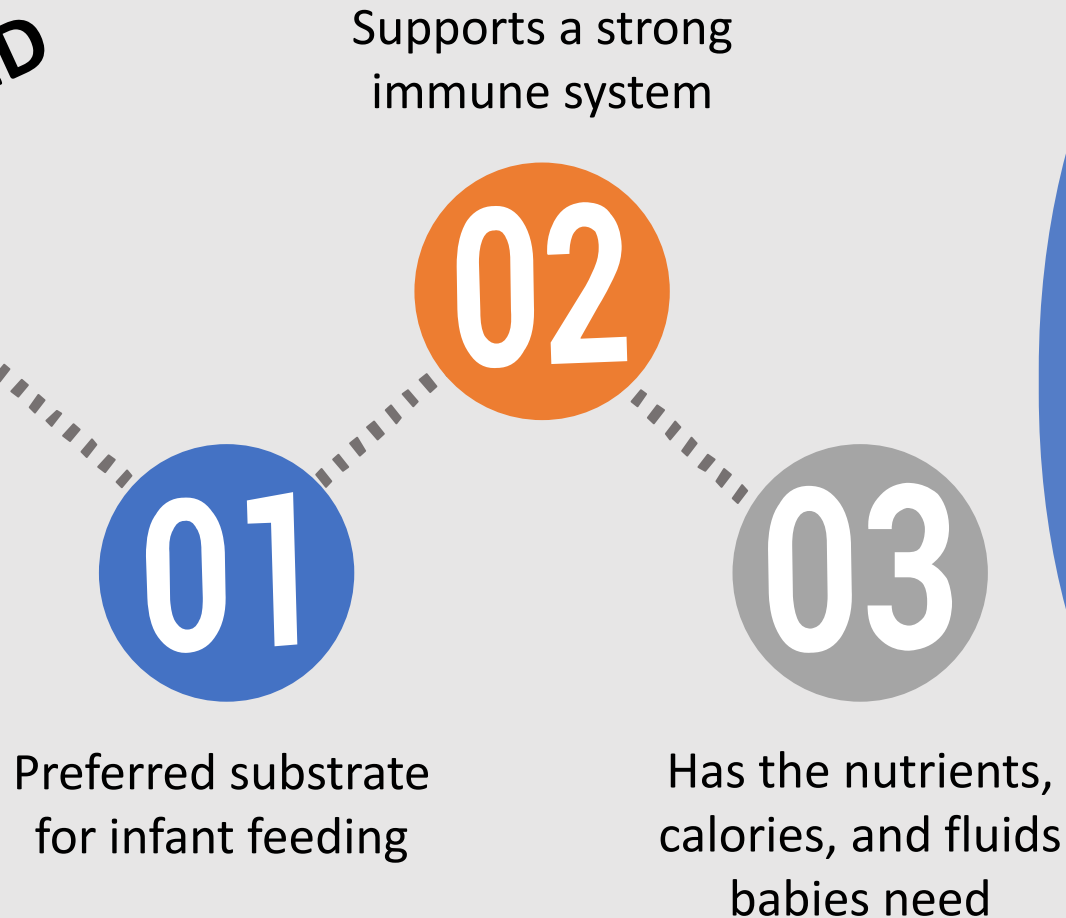 Supports a strong
immune system
02
01
03
Preferred substrate
for infant feeding
Has the nutrients,
calories, and fluids
babies need